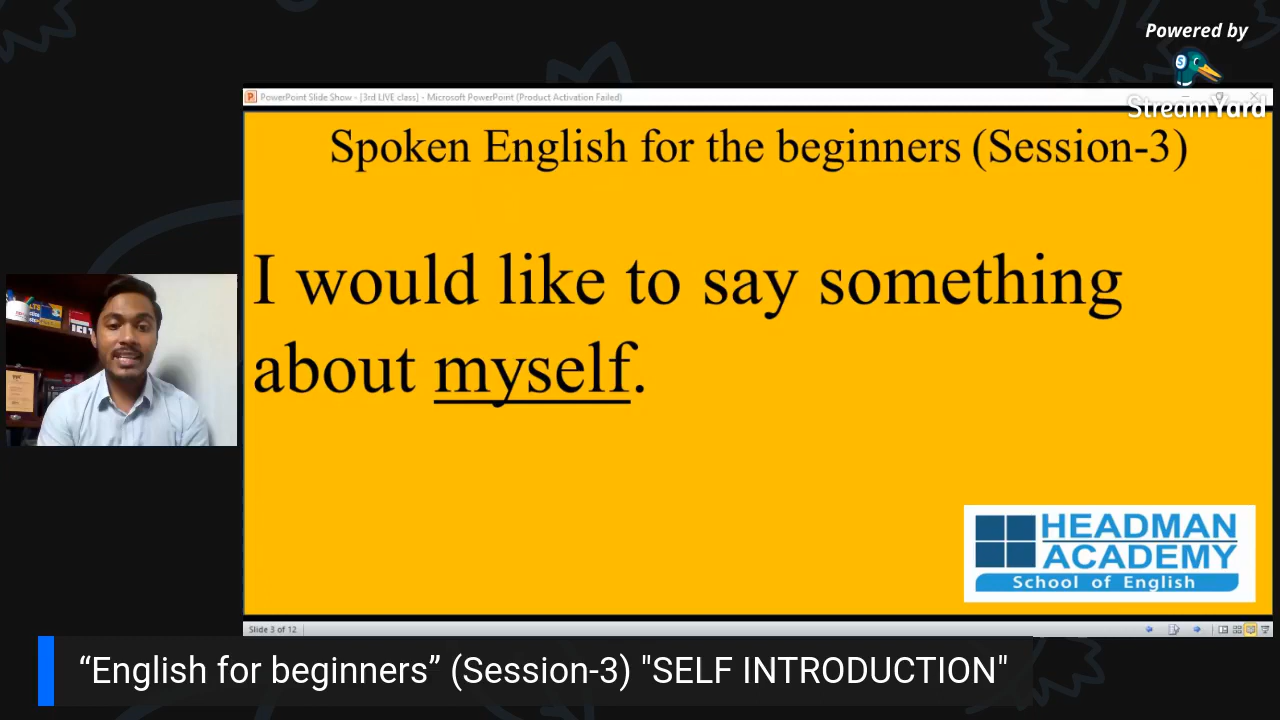 Powered by
StreamYard
PowerPoint Slide Show - [3rd LIVE class] - Microsoft PowerPoint (Product Activation Failed)
Spoken English for the beginners (Session-3)
I would like to say something
about myself.
HEADMAN
ACADEMY
School of English
Slide 3 of 12
“English for beginners” (Session-3) "SELF INTRODUCTION"